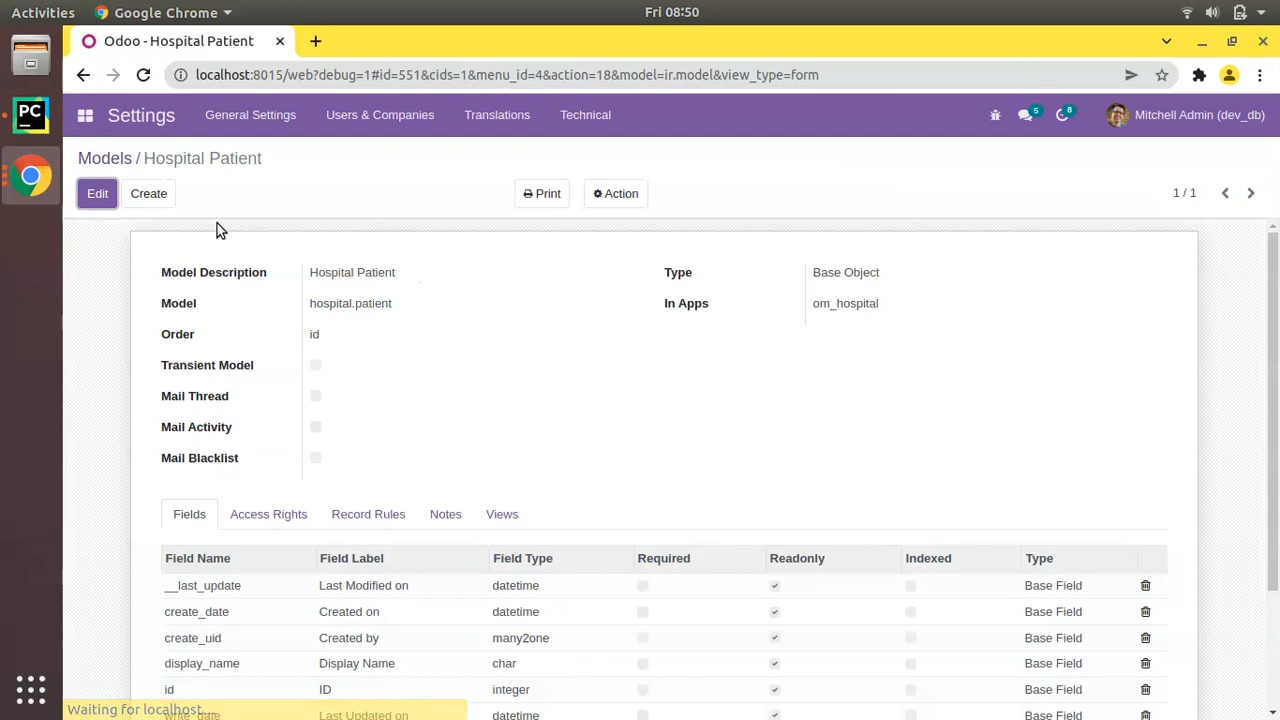 Activities Google Chrome Fri 08:50
Odoo - Hospital Patient
localhost:8015/web?debug=1#id=551&cids=1&menu_id=4&action=18&model=ir.model&view_type=form
Settings General Settings Users & Companies Translations Technical 5 8 Mitchell Admin (dev_db)
Models / Hospital Patient
Edit Create Print Action 1 / 1
Model Description Hospital Patient Type Base Object
Model hospital.patient In Apps om_hospital
Order id
Transient Model
Mail Thread
Mail Activity
Mail Blacklist
Fields Access Rights Record Rules Notes Views
Field Name Field Label Field Type Required Readonly Indexed Type
__last_update Last Modified on datetime Base Field
create_date Created on datetime Base Field
create_uid Created by many2one Base Field
display_name Display Name char Base Field
id ID integer Base Field
write_date Last Updated on datetime Base Field
Waiting for localhost...
PC